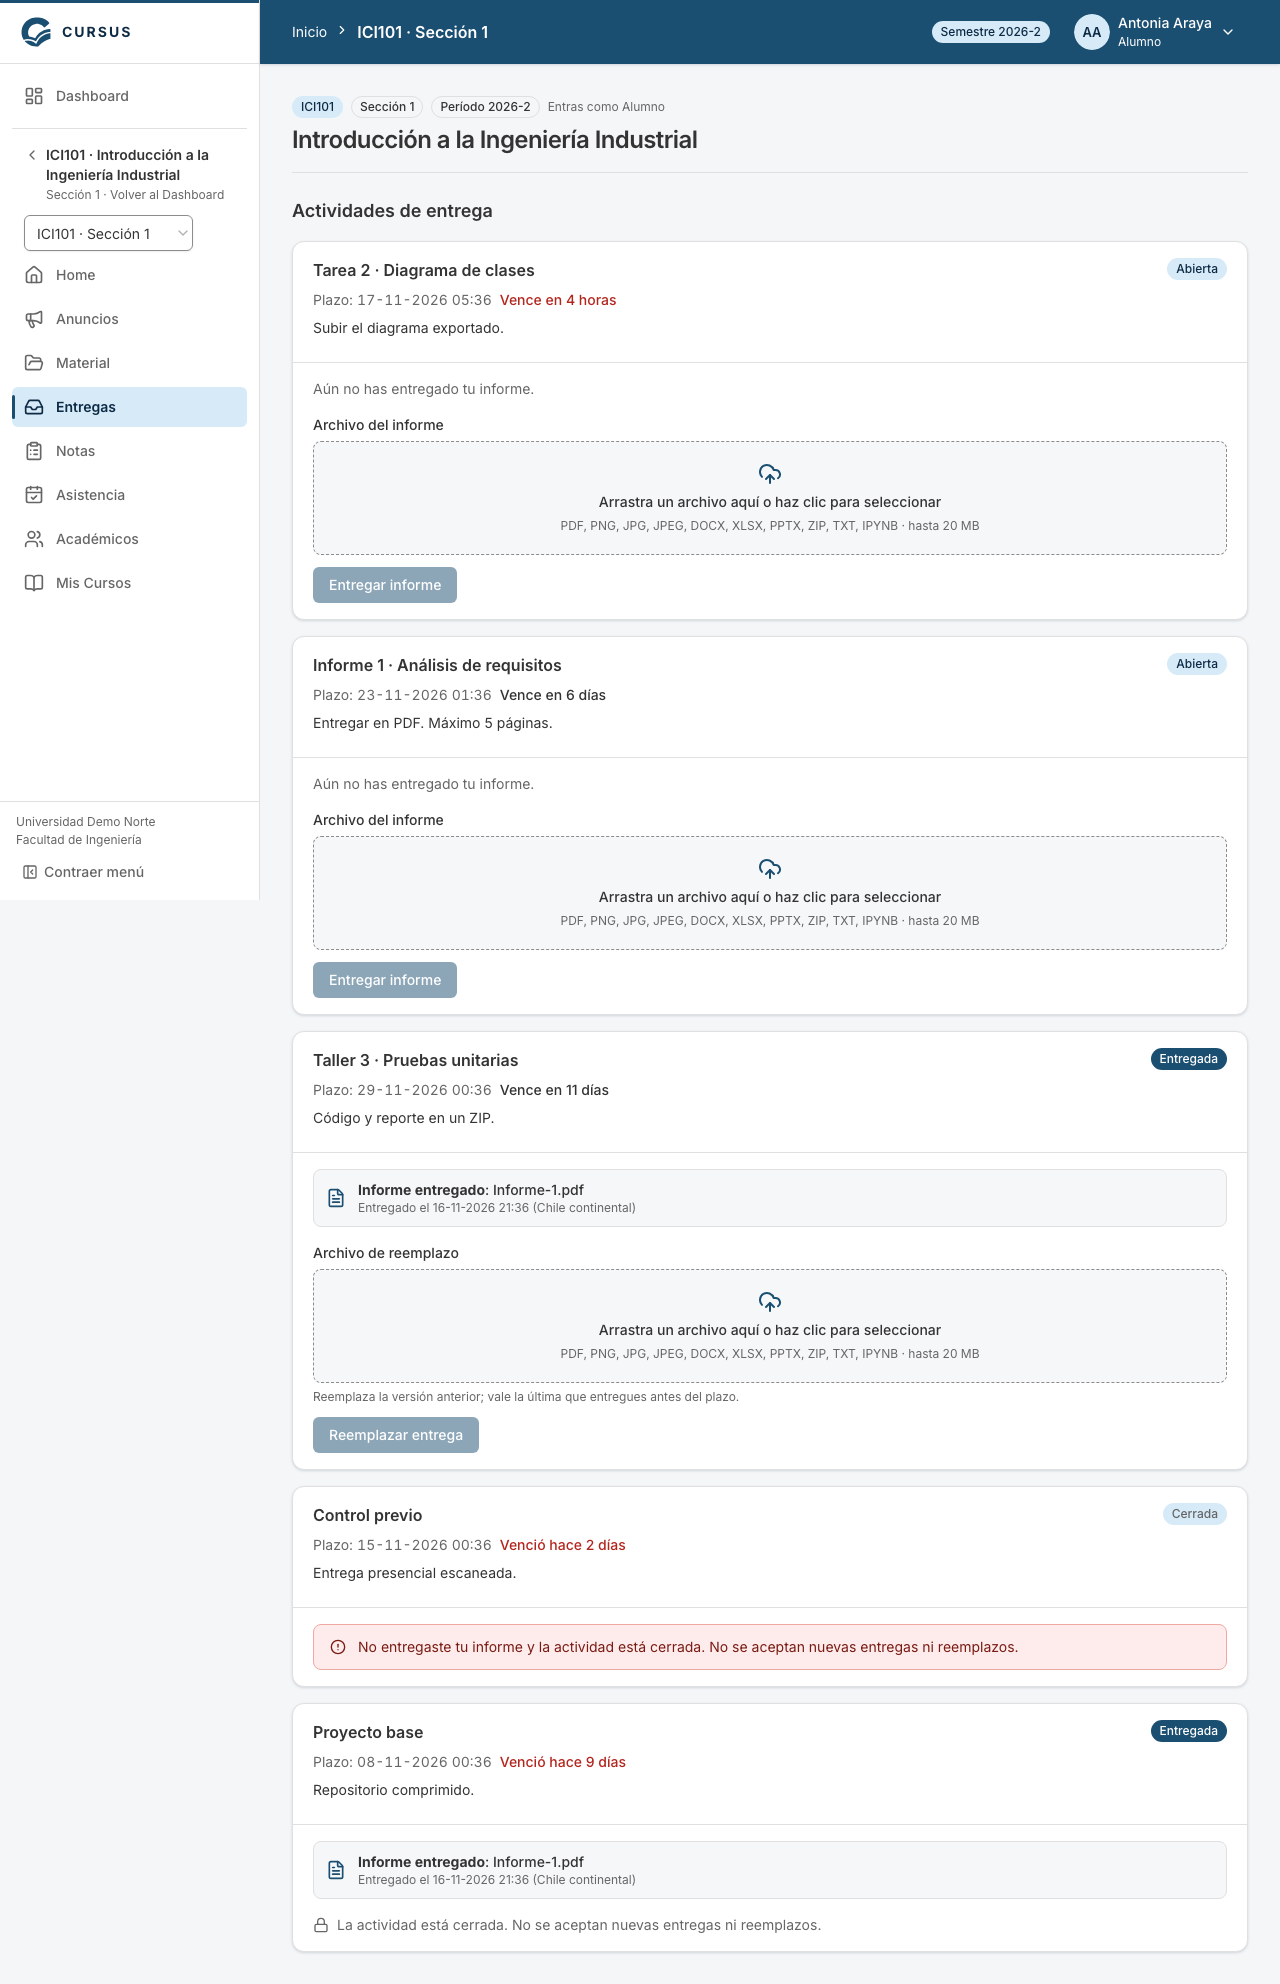 CURSUS
Inicio > ICI101 · Sección 1
Semestre 2026-2
AA
Antonia Araya
Alumno
Dashboard
ICI101 · Introducción a la
Ingeniería Industrial
Sección 1 · Volver al Dashboard
ICI101 · Sección 1
Home
Anuncios
Material
Entregas
Notas
Asistencia
Académicos
Mis Cursos
Universidad Demo Norte
Facultad de Ingeniería
Contraer menú
ICI101 Sección 1 Período 2026-2 Entras como Alumno
Introducción a la Ingeniería Industrial
Actividades de entrega
Tarea 2 · Diagrama de clases
Abierta
Plazo: 17-11-2026 05:36 Vence en 4 horas
Subir el diagrama exportado.
Aún no has entregado tu informe.
Archivo del informe
Arrastra un archivo aquí o haz clic para seleccionar
PDF, PNG, JPG, JPEG, DOCX, XLSX, PPTX, ZIP, TXT, IPYNB · hasta 20 MB
Entregar informe
Informe 1 · Análisis de requisitos
Abierta
Plazo: 23-11-2026 01:36 Vence en 6 días
Entregar en PDF. Máximo 5 páginas.
Aún no has entregado tu informe.
Archivo del informe
Arrastra un archivo aquí o haz clic para seleccionar
PDF, PNG, JPG, JPEG, DOCX, XLSX, PPTX, ZIP, TXT, IPYNB · hasta 20 MB
Entregar informe
Taller 3 · Pruebas unitarias
Entregada
Plazo: 29-11-2026 00:36 Vence en 11 días
Código y reporte en un ZIP.
Informe entregado: Informe-1.pdf
Entregado el 16-11-2026 21:36 (Chile continental)
Archivo de reemplazo
Arrastra un archivo aquí o haz clic para seleccionar
PDF, PNG, JPG, JPEG, DOCX, XLSX, PPTX, ZIP, TXT, IPYNB · hasta 20 MB
Reemplaza la versión anterior; vale la última que entregues antes del plazo.
Reemplazar entrega
Control previo
Cerrada
Plazo: 15-11-2026 00:36 Venció hace 2 días
Entrega presencial escaneada.
No entregaste tu informe y la actividad está cerrada. No se aceptan nuevas entregas ni reemplazos.
Proyecto base
Entregada
Plazo: 08-11-2026 00:36 Venció hace 9 días
Repositorio comprimido.
Informe entregado: Informe-1.pdf
Entregado el 16-11-2026 21:36 (Chile continental)
La actividad está cerrada. No se aceptan nuevas entregas ni reemplazos.